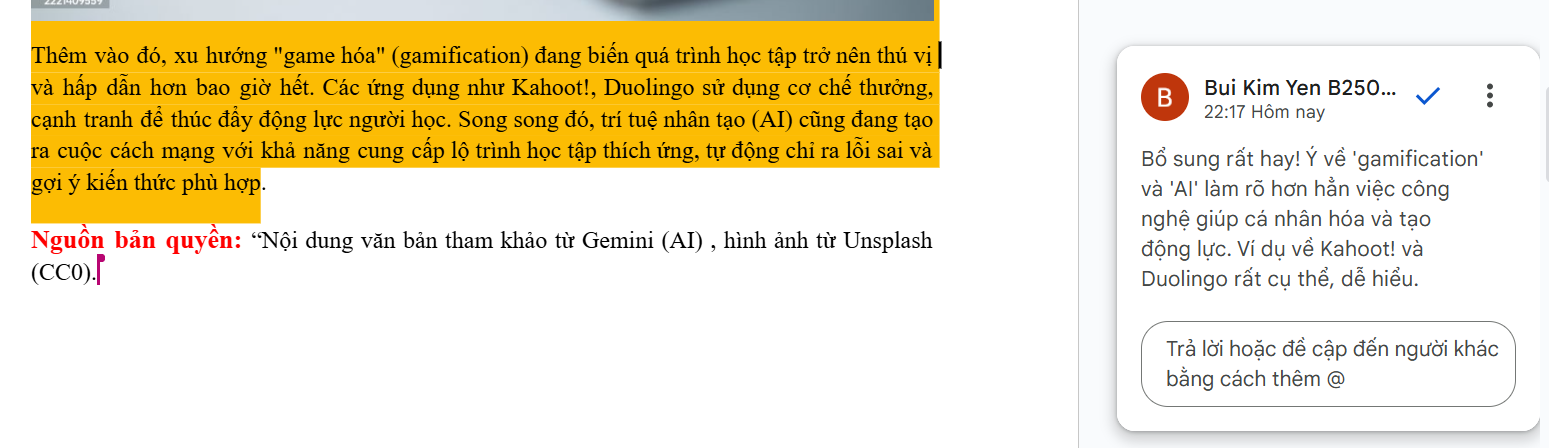 2221409559
Thêm vào đó, xu hướng "game hóa" (gamification) đang biến quá trình học tập trở nên thú vị
và hấp dẫn hơn bao giờ hết. Các ứng dụng như Kahoot!, Duolingo sử dụng cơ chế thưởng,
cạnh tranh để thúc đẩy động lực người học. Song song đó, trí tuệ nhân tạo (AI) cũng đang tạo
ra cuộc cách mạng với khả năng cung cấp lộ trình học tập thích ứng, tự động chỉ ra lỗi sai và
gợi ý kiến thức phù hợp.
Nguồn bản quyền: “Nội dung văn bản tham khảo từ Gemini (AI) , hình ảnh từ Unsplash
(CC0).
B
Bui Kim Yen B250...
22:17 Hôm nay
Bổ sung rất hay! Ý về 'gamification'
và 'AI' làm rõ hơn hẳn việc công
nghệ giúp cá nhân hóa và tạo
động lực. Ví dụ về Kahoot! và
Duolingo rất cụ thể, dễ hiểu.
Trả lời hoặc đề cập đến người khác
bằng cách thêm @